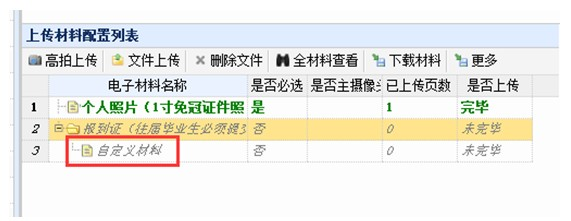 上传材料配置列表
高拍上传 文件上传 删除文件 全材料查看 下载材料 更多
电子材料名称 是否必选 是否主摄像 已上传页数 是否上传
1 个人照片（1寸免冠证件照 是 1 完毕
2 报到证（往届毕业生必须提 否 0 未完毕
3 自定义材料 否 0 未完毕